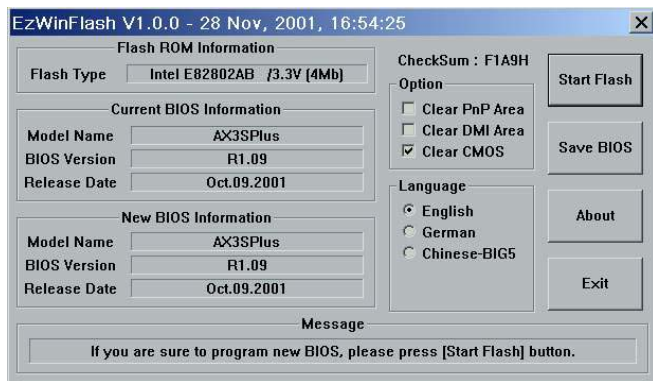 EzWinFlash V1.0.0 - 28 Nov, 2001, 16:54:25
Flash ROM Information
Flash Type Intel E82802AB /3.3V (4Mb)
Current BIOS Information
Model Name AX3SPlus
BIOS Version R1.09
Release Date Oct.09.2001
New BIOS Information
Model Name AX3SPlus
BIOS Version R1.09
Release Date Oct.09.2001
CheckSum : F1A9H
Option
Clear PnP Area
Clear DMI Area
Clear CMOS
Language
English
German
Chinese-BIG5
Start Flash
Save BIOS
About
Exit
Message
If you are sure to program new BIOS, please press [Start Flash] button.